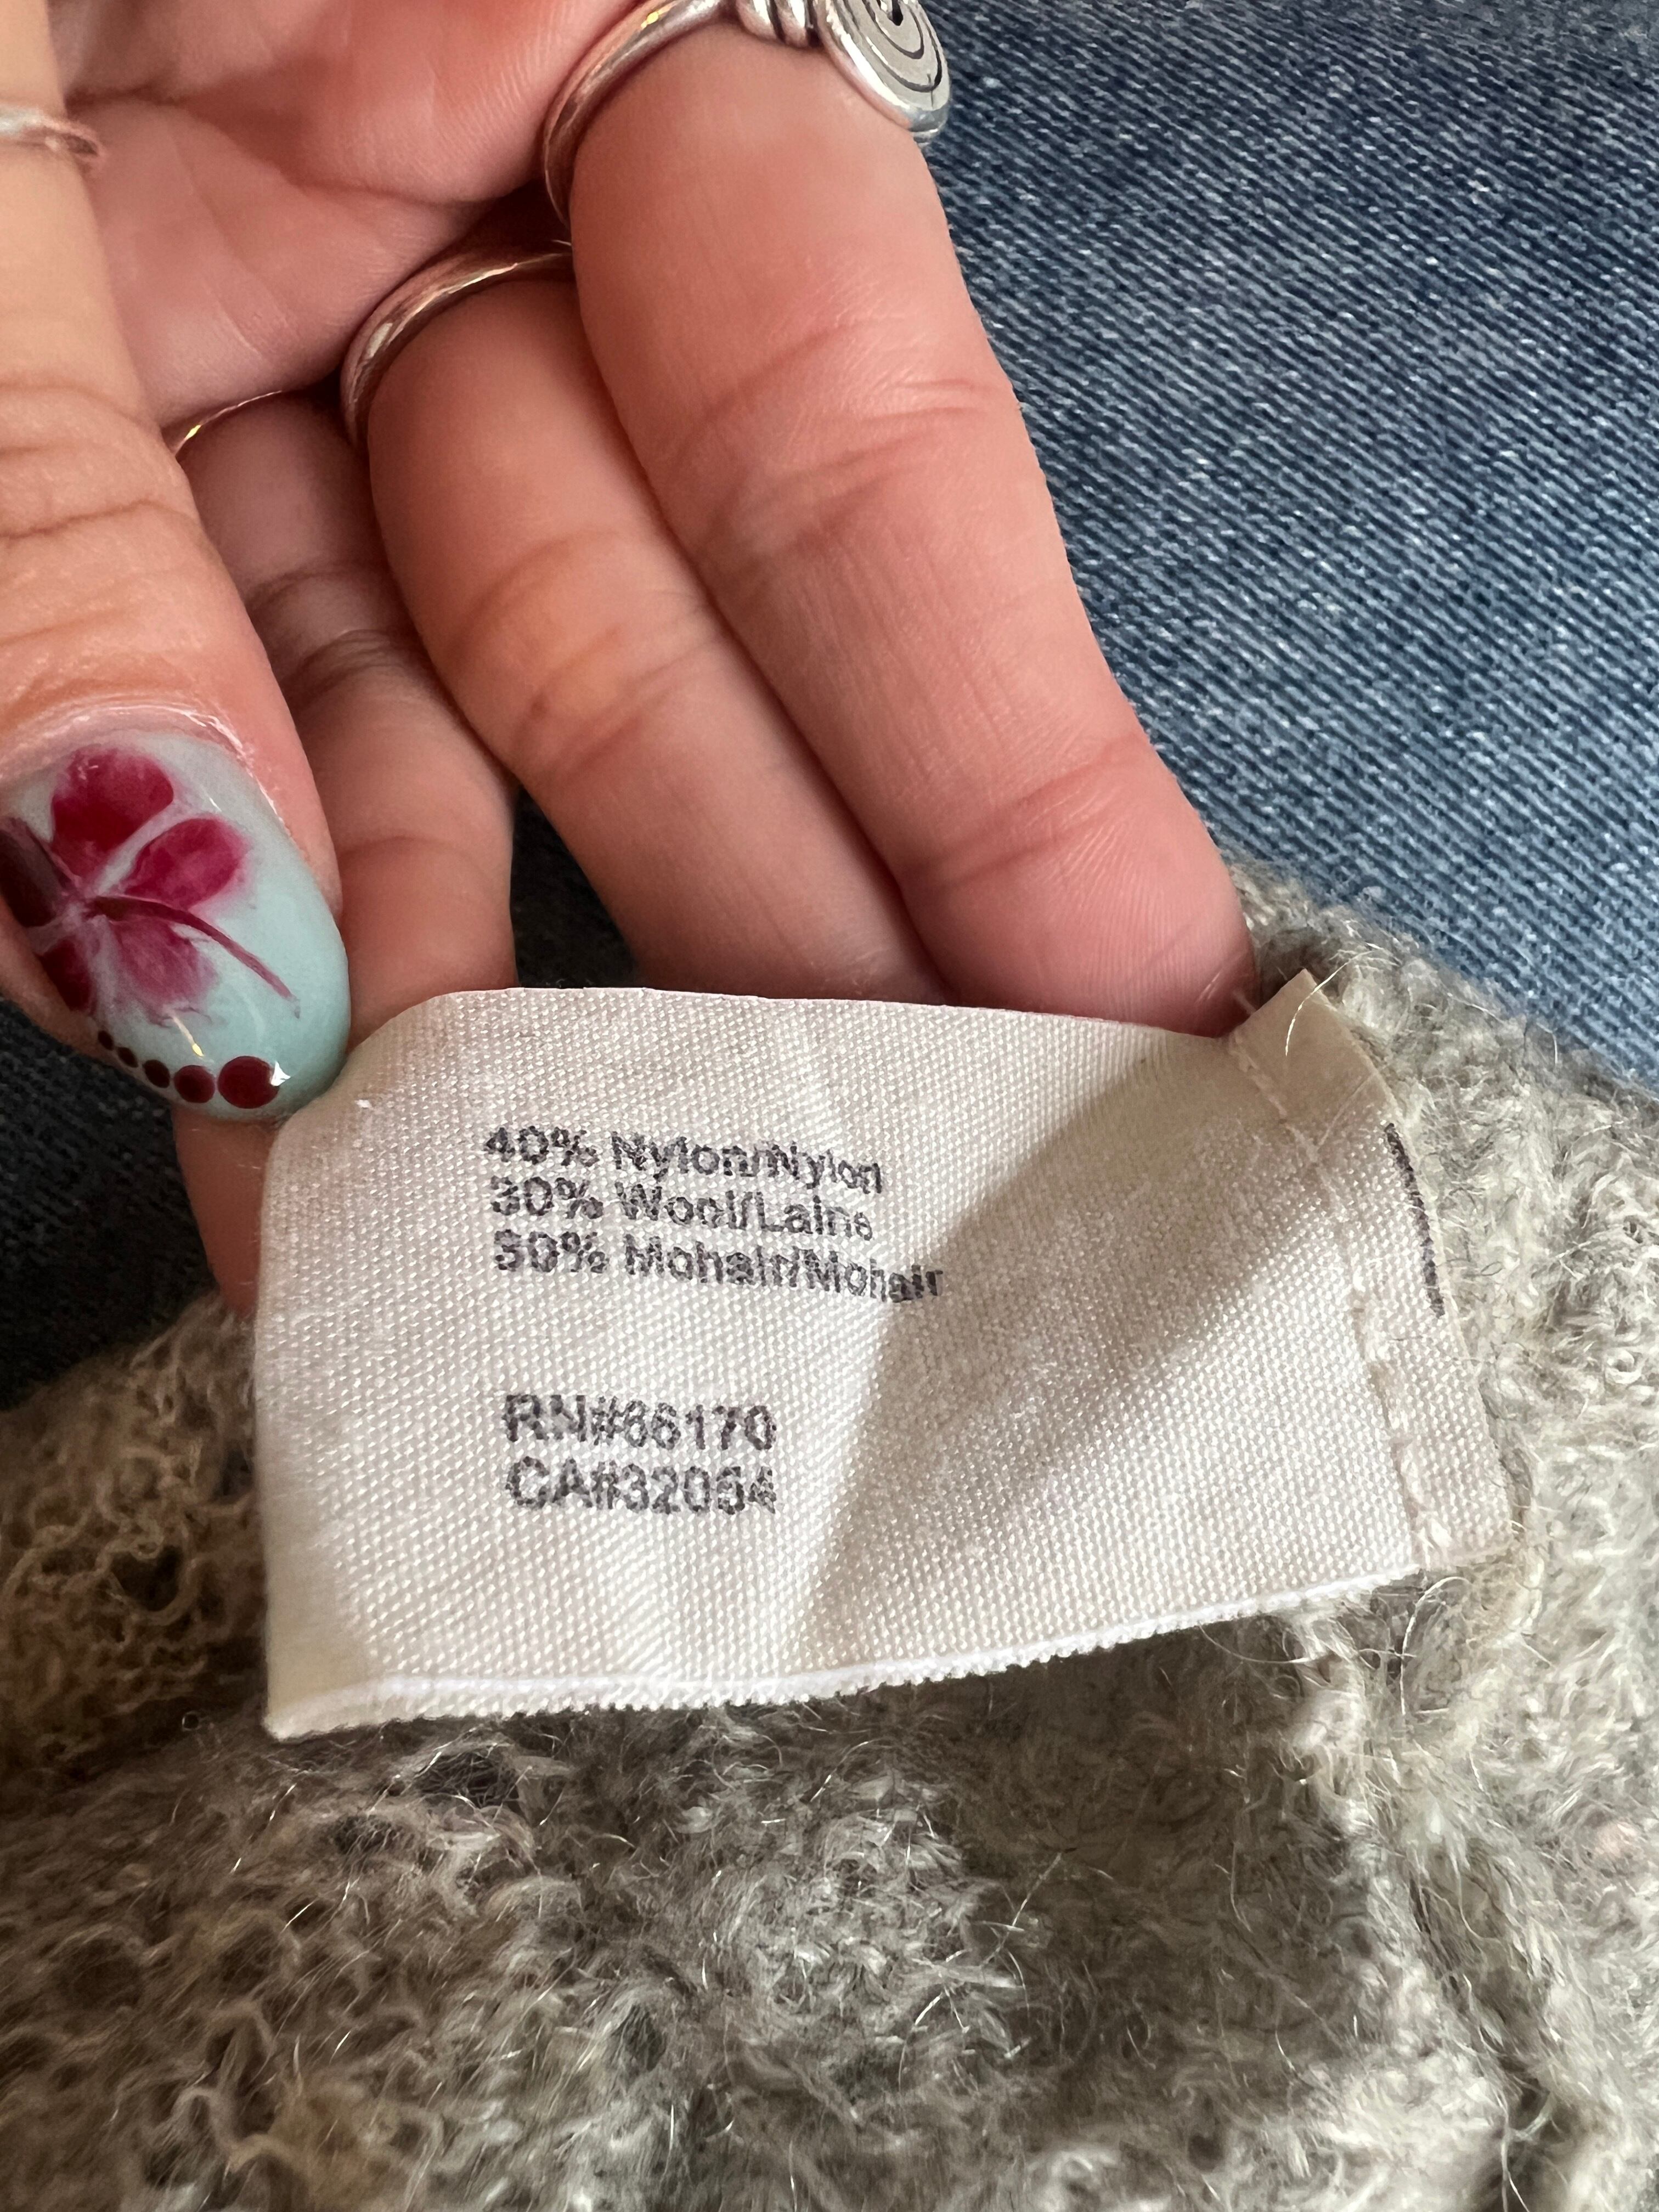 40% Nylon/Nylon
30% Wool/Laine
30% Mohair/Mohair
RN#66170
CA#32054